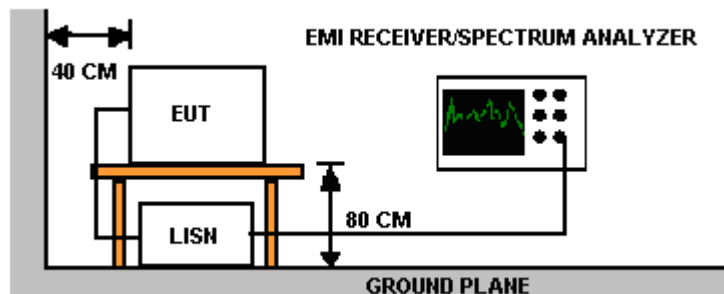 EMI RECEIVER/SPECTRUM ANALYZER
40 CM
EUT
80 CM
LISN
GROUND PLANE